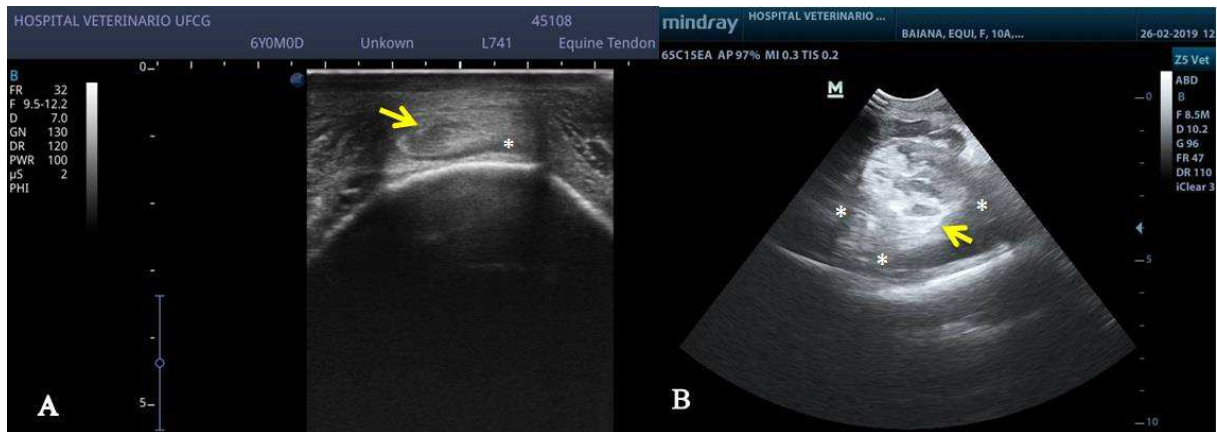 HOSPITAL VETERINARIO UFCG
45108
6Y0M0D Unkown L741 Equine Tendon
B
FR 32
F 9.5-12.2
D 7.0
GN 130
DR 120
PWR 100
µS 2
PHI
0
5
A
mindray
HOSPITAL VETERINARIO ...
BAIANA, EQUI, F, 10A,...
26-02-2019 12
65C15EA AP 97% MI 0.3 TIS 0.2
Z5 Vet
M
ABD
B
F 8.5M
D 10.2
G 96
FR 47
DR 110
iClear 3
0
5
10
B